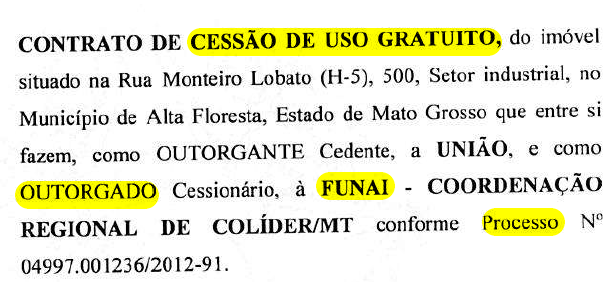 CONTRATO DE CESSÃO DE USO GRATUITO, do imóvel
situado na Rua Monteiro Lobato (H-5), 500, Setor industrial, no
Município de Alta Floresta, Estado de Mato Grosso que entre si
fazem, como OUTORGANTE Cedente, a UNIÃO, e como
OUTORGADO Cessionário, à FUNAI - COORDENAÇÃO
REGIONAL DE COLÍDER/MT conforme Processo Nº
04997.001236/2012-91.